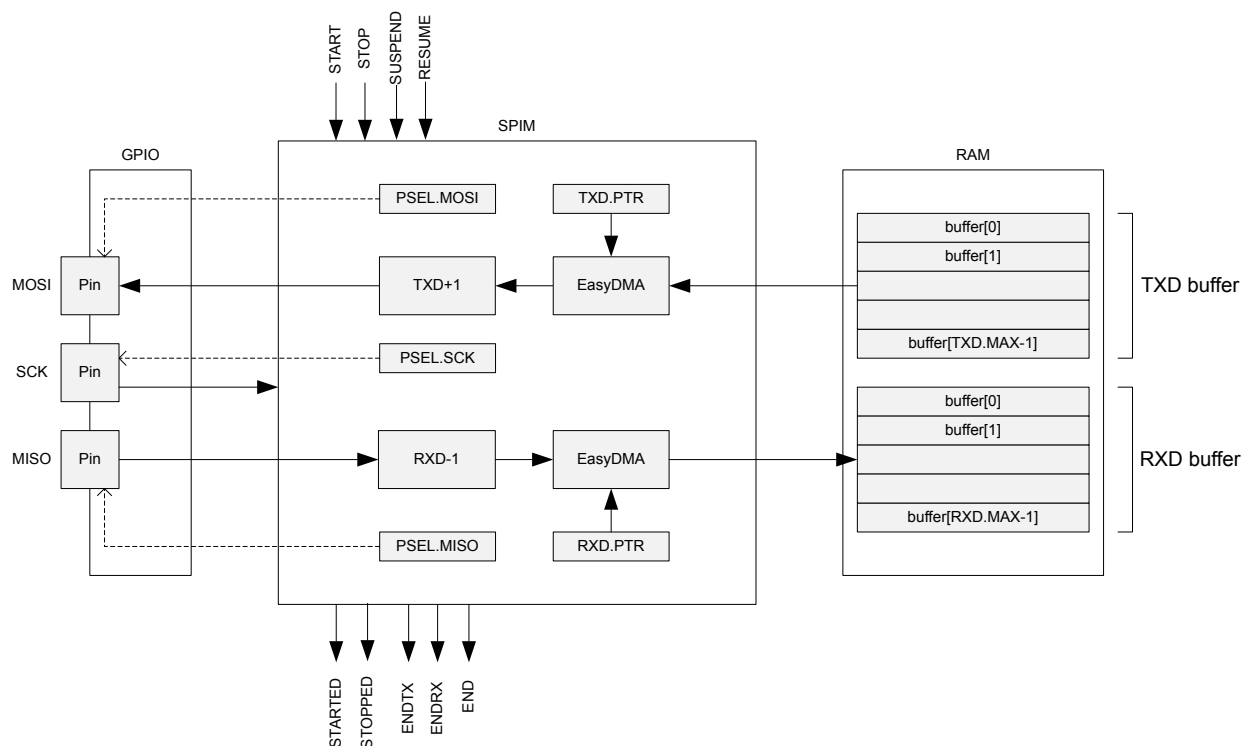 START
STOP
SUSPEND
RESUME
SPIM
GPIO
RAM
PSEL.MOSI
TXD.PTR
buffer[0]
buffer[1]
MOSI
Pin
TXD+1
EasyDMA
TXD buffer
buffer[TXD.MAX-1]
PSEL.SCK
SCK
Pin
buffer[0]
buffer[1]
MISO
Pin
RXD-1
EasyDMA
RXD buffer
buffer[RXD.MAX-1]
PSEL.MISO
RXD.PTR
STARTED
STOPPED
ENDTX
ENDRX
END